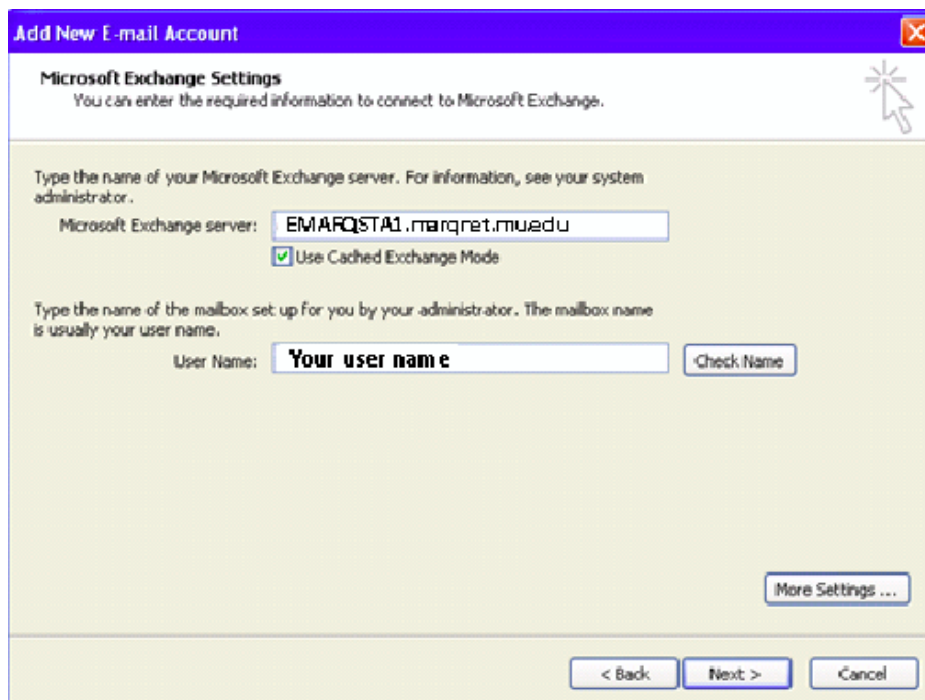 Add New E-mail Account
Microsoft Exchange Settings
You can enter the required information to connect to Microsoft Exchange.
Type the name of your Microsoft Exchange server. For information, see your system
administrator.
Microsoft Exchange server: EMARQSTA1.marqnet.mu.edu
Use Cached Exchange Mode
Type the name of the mailbox set up for you by your administrator. The mailbox name
is usually your user name.
User Name: Your user name Check Name
More Settings ...
< Back Next > Cancel